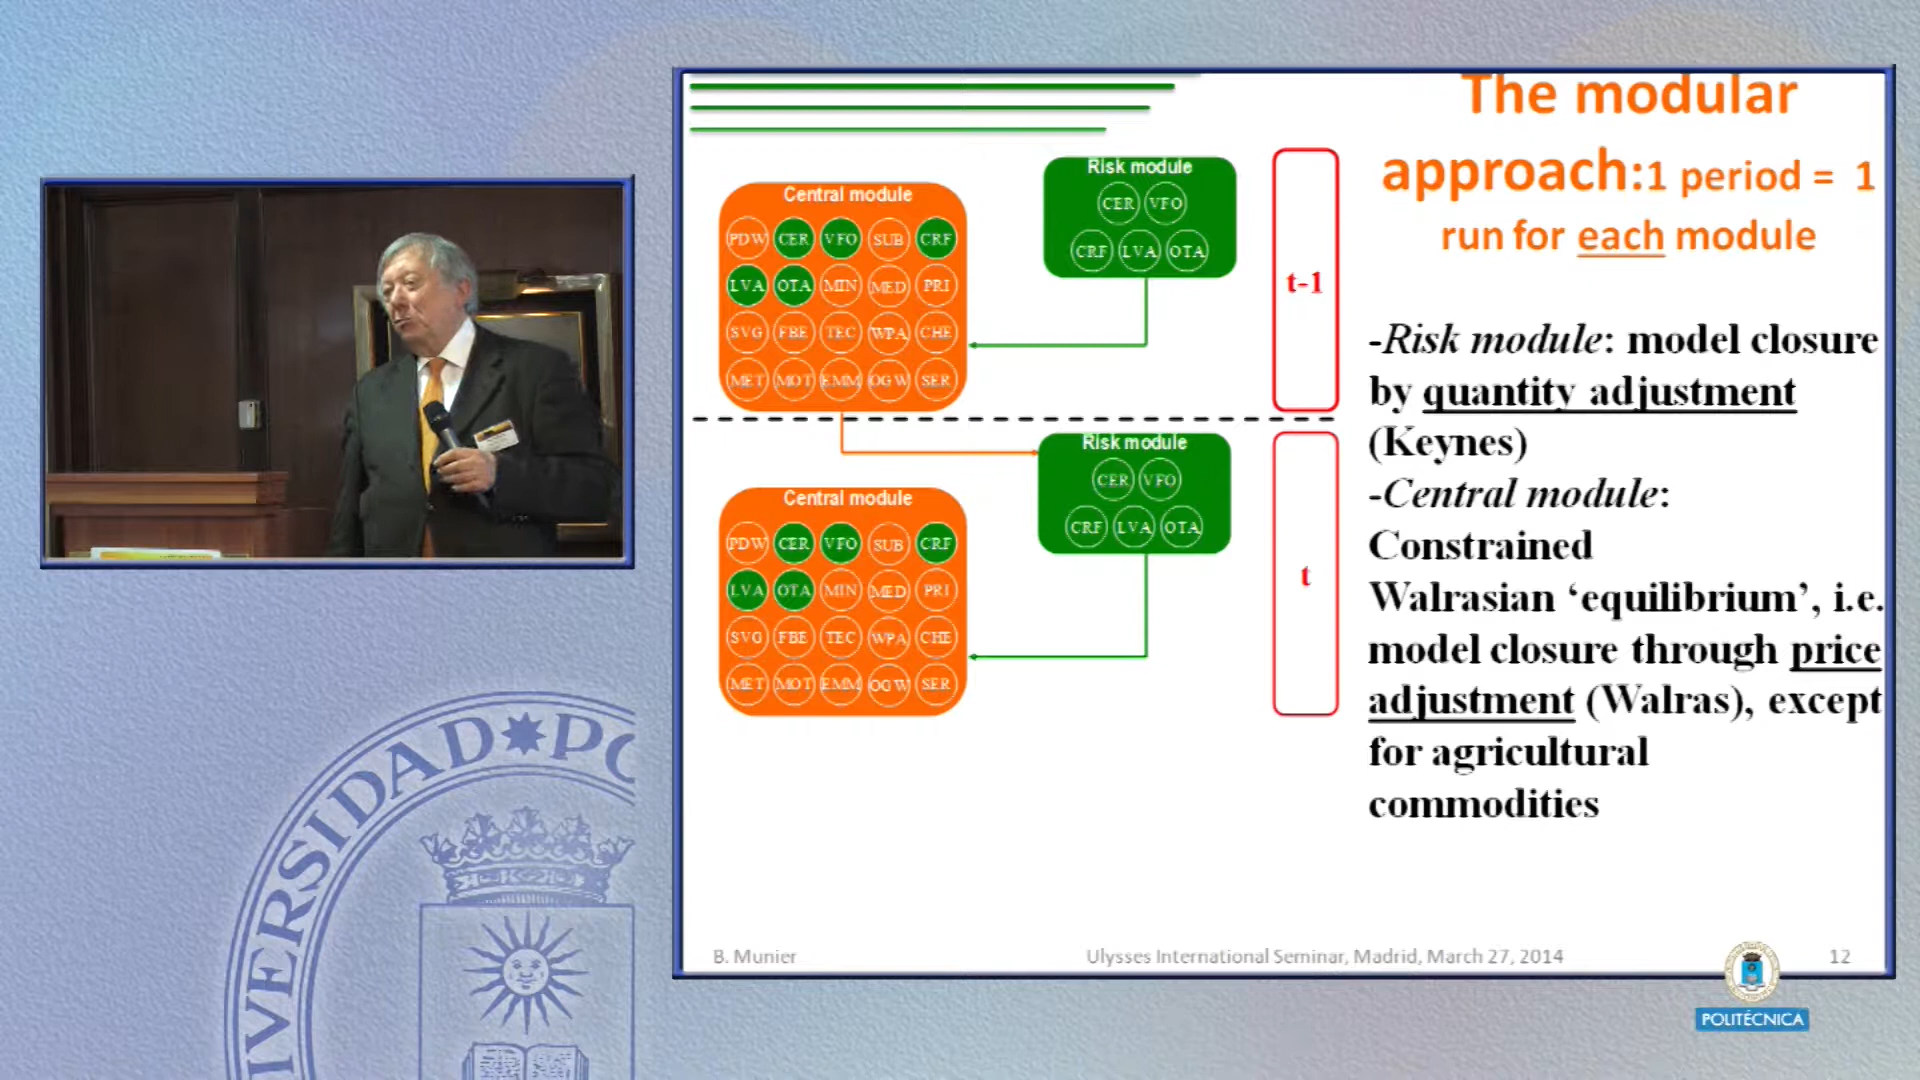 The modular
approach:1 period = 1
run for each module
Risk module
CER VFO
CRF LVA OTA
Central module
PDW CER VFO SUB CRF
LVA OTA MIN MED PRI
SVG FBE TEC WPA CHE
MET MOT EMM OGW SER
t-1
Risk module
CER VFO
CRF LVA OTA
Central module
PDW CER VFO SUB CRF
LVA OTA MIN MED PRI
SVG FBE TEC WPA CHE
MET MOT EMM OGW SER
t
-Risk module: model closure
by quantity adjustment
(Keynes)
-Central module:
Constrained
Walrasian ‘equilibrium’, i.e.
model closure through price
adjustment (Walras), except
for agricultural
commodities
B. Munier
Ulysses International Seminar, Madrid, March 27, 2014
12
POLITÉCNICA
IVERSIDAD PO